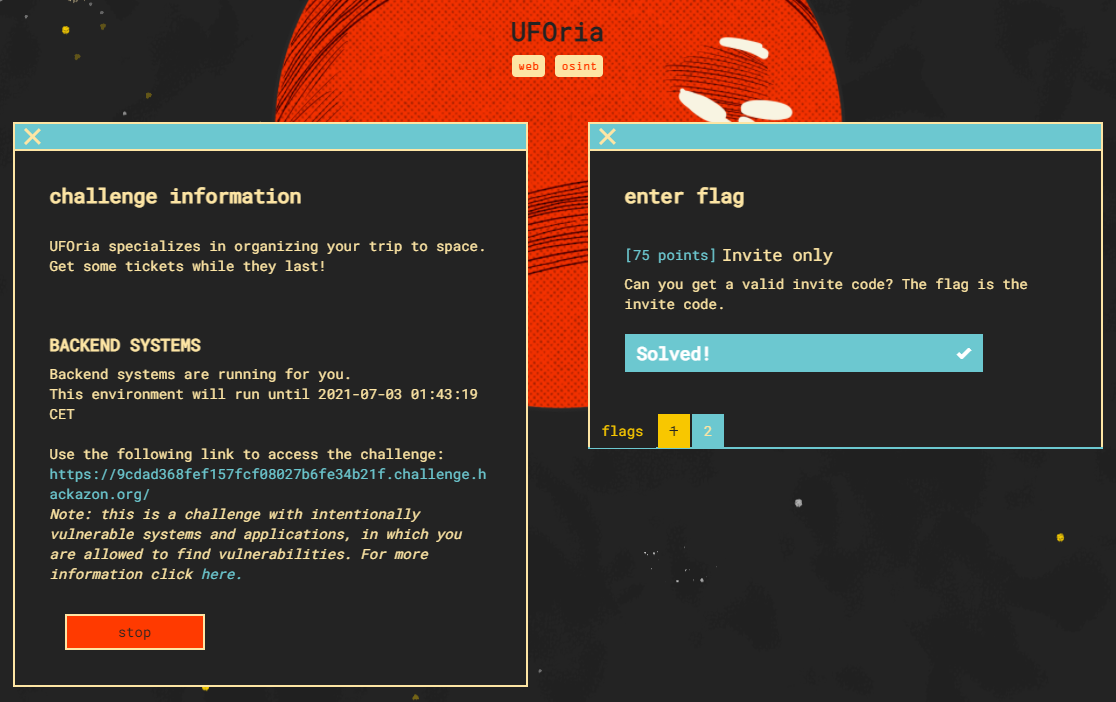 UFOria
web osint
challenge information
UFOria specializes in organizing your trip to space.
Get some tickets while they last!
BACKEND SYSTEMS
Backend systems are running for you.
This environment will run until 2021-07-03 01:43:19
CET
Use the following link to access the challenge:
https://9cdad368fef157fcf08027b6fe34b21f.challenge.h
ackazon.org/
Note: this is a challenge with intentionally
vulnerable systems and applications, in which you
are allowed to find vulnerabilities. For more
information click here.
stop
enter flag
[75 points] Invite only
Can you get a valid invite code? The flag is the
invite code.
Solved!
flags 1 2